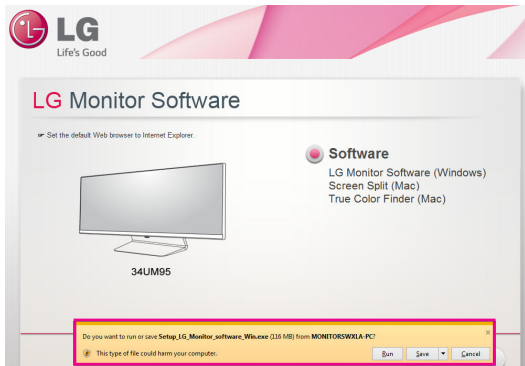 LG
Life's Good
LG Monitor Software
☞ Set the default Web browser to Internet Explorer.
Software
LG Monitor Software (Windows)
Screen Split (Mac)
True Color Finder (Mac)
34UM95
Do you want to run or save Setup_LG_Monitor_software_Win.exe (116 MB) from MONITORSWXLA-PC?
This type of file could harm your computer.
Run Save Cancel